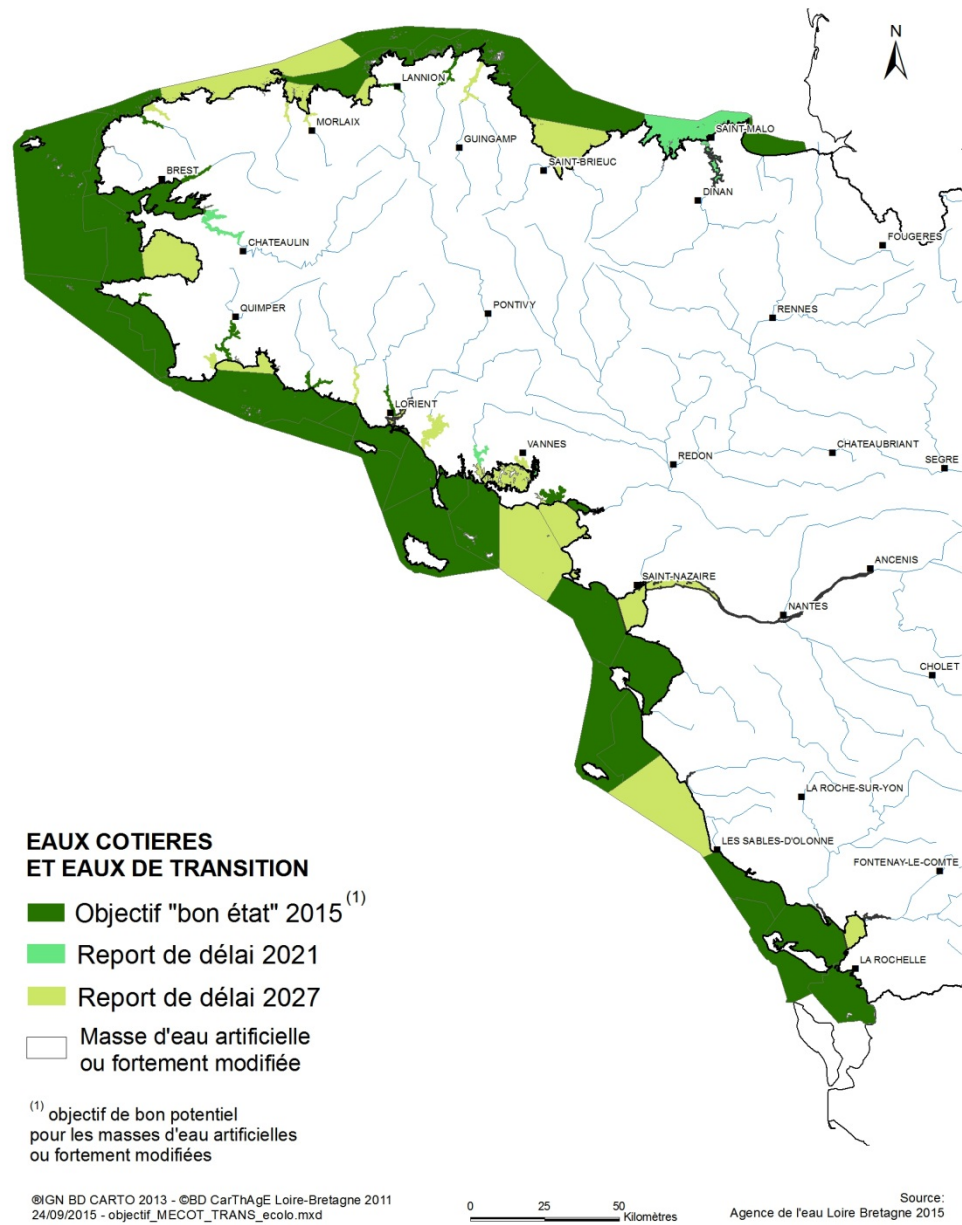 N
LANNION
MORLAIX
GUINGAMP
SAINT-MALO
SAINT-BRIEUC
BREST
DINAN
FOUGERES
CHATEAULIN
QUIMPER
PONTIVY
RENNES
LORIENT
VANNES
REDON
CHATEAUBRIANT
SEGRE
ANCENIS
SAINT-NAZAIRE
NANTES
CHOLET
LA ROCHE-SUR-YON
LES SABLES-D'OLONNE
FONTENAY-LE-COMTE
LA ROCHELLE
EAUX COTIERES
ET EAUX DE TRANSITION
Objectif "bon état" 2015 (1)
Report de délai 2021
Report de délai 2027
Masse d'eau artificielle
ou fortement modifiée
(1) objectif de bon potentiel
pour les masses d'eau artificielles
ou fortement modifiées
®IGN BD CARTO 2013 - ©BD CarThAgE Loire-Bretagne 2011
24/09/2015 - objectif_MECOT_TRANS_ecolo.mxd
0 25 50
Kilomètres
Source:
Agence de l'eau Loire Bretagne 2015